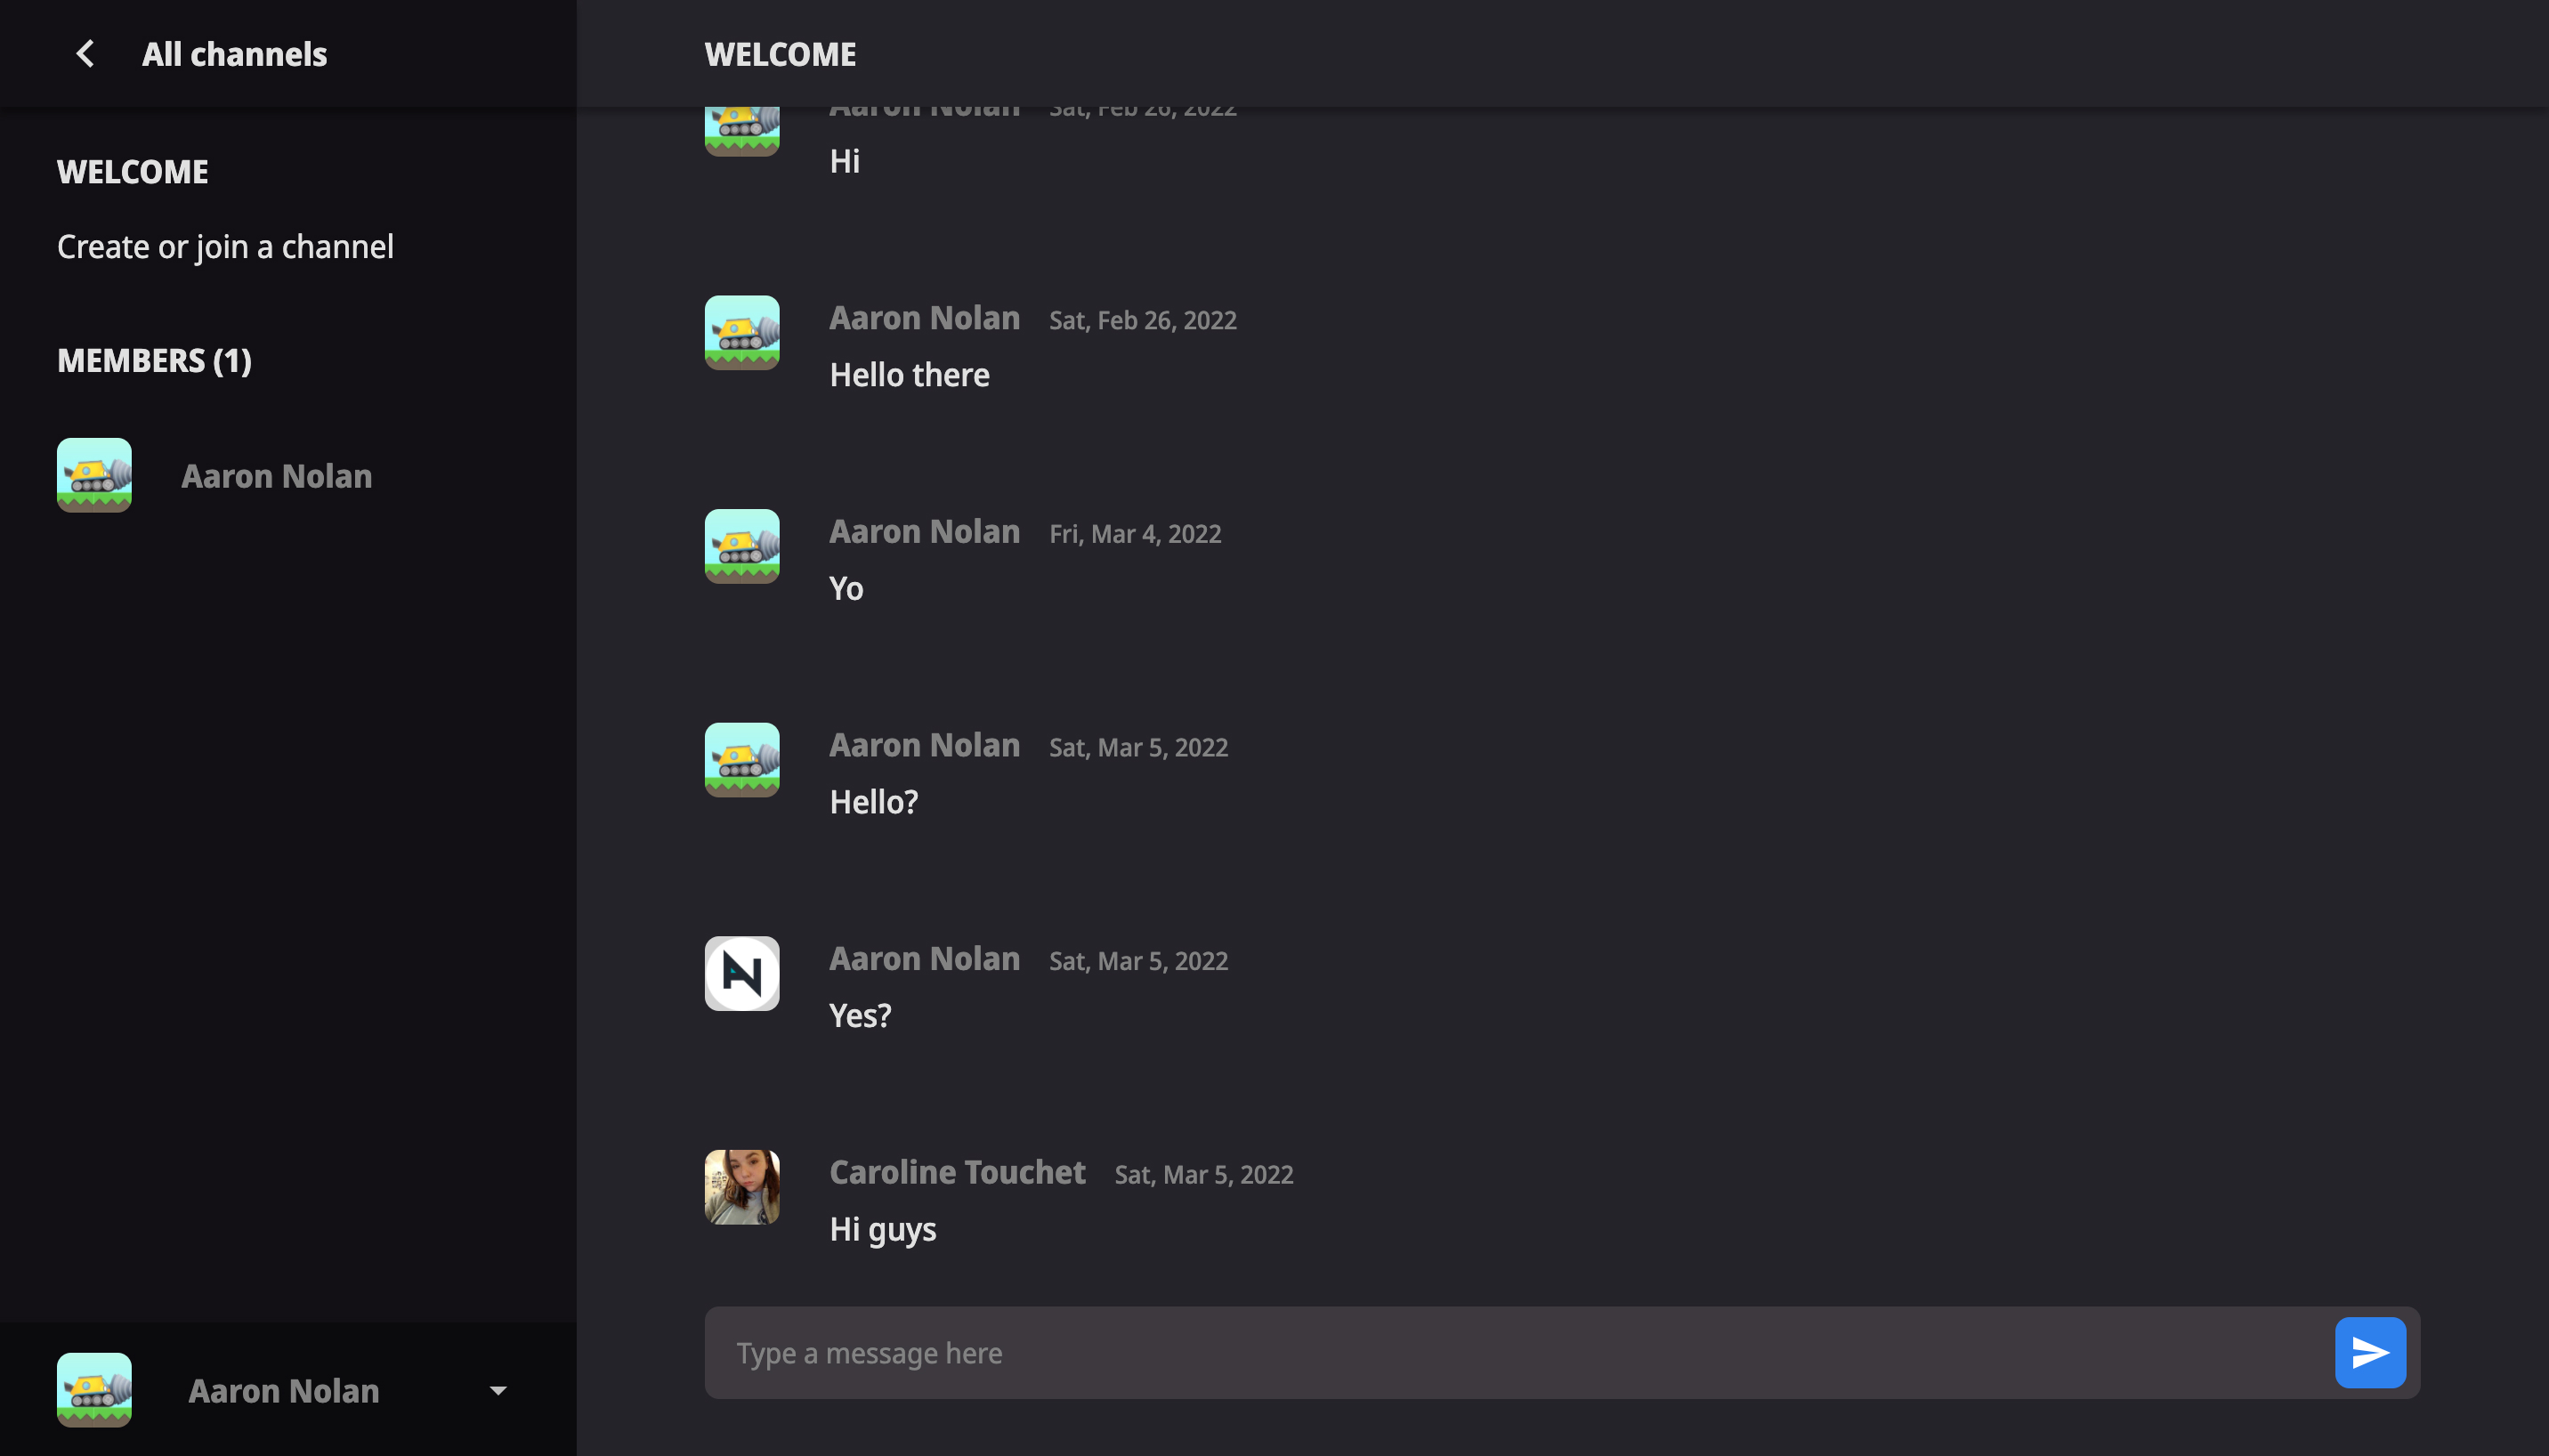 All channels
WELCOME
Create or join a channel
MEMBERS (1)
Aaron Nolan
Aaron Nolan
WELCOME
Aaron Nolan Sat, Feb 26, 2022
Hi
Aaron Nolan Sat, Feb 26, 2022
Hello there
Aaron Nolan Fri, Mar 4, 2022
Yo
Aaron Nolan Sat, Mar 5, 2022
Hello?
Aaron Nolan Sat, Mar 5, 2022
Yes?
Caroline Touchet Sat, Mar 5, 2022
Hi guys
Type a message here